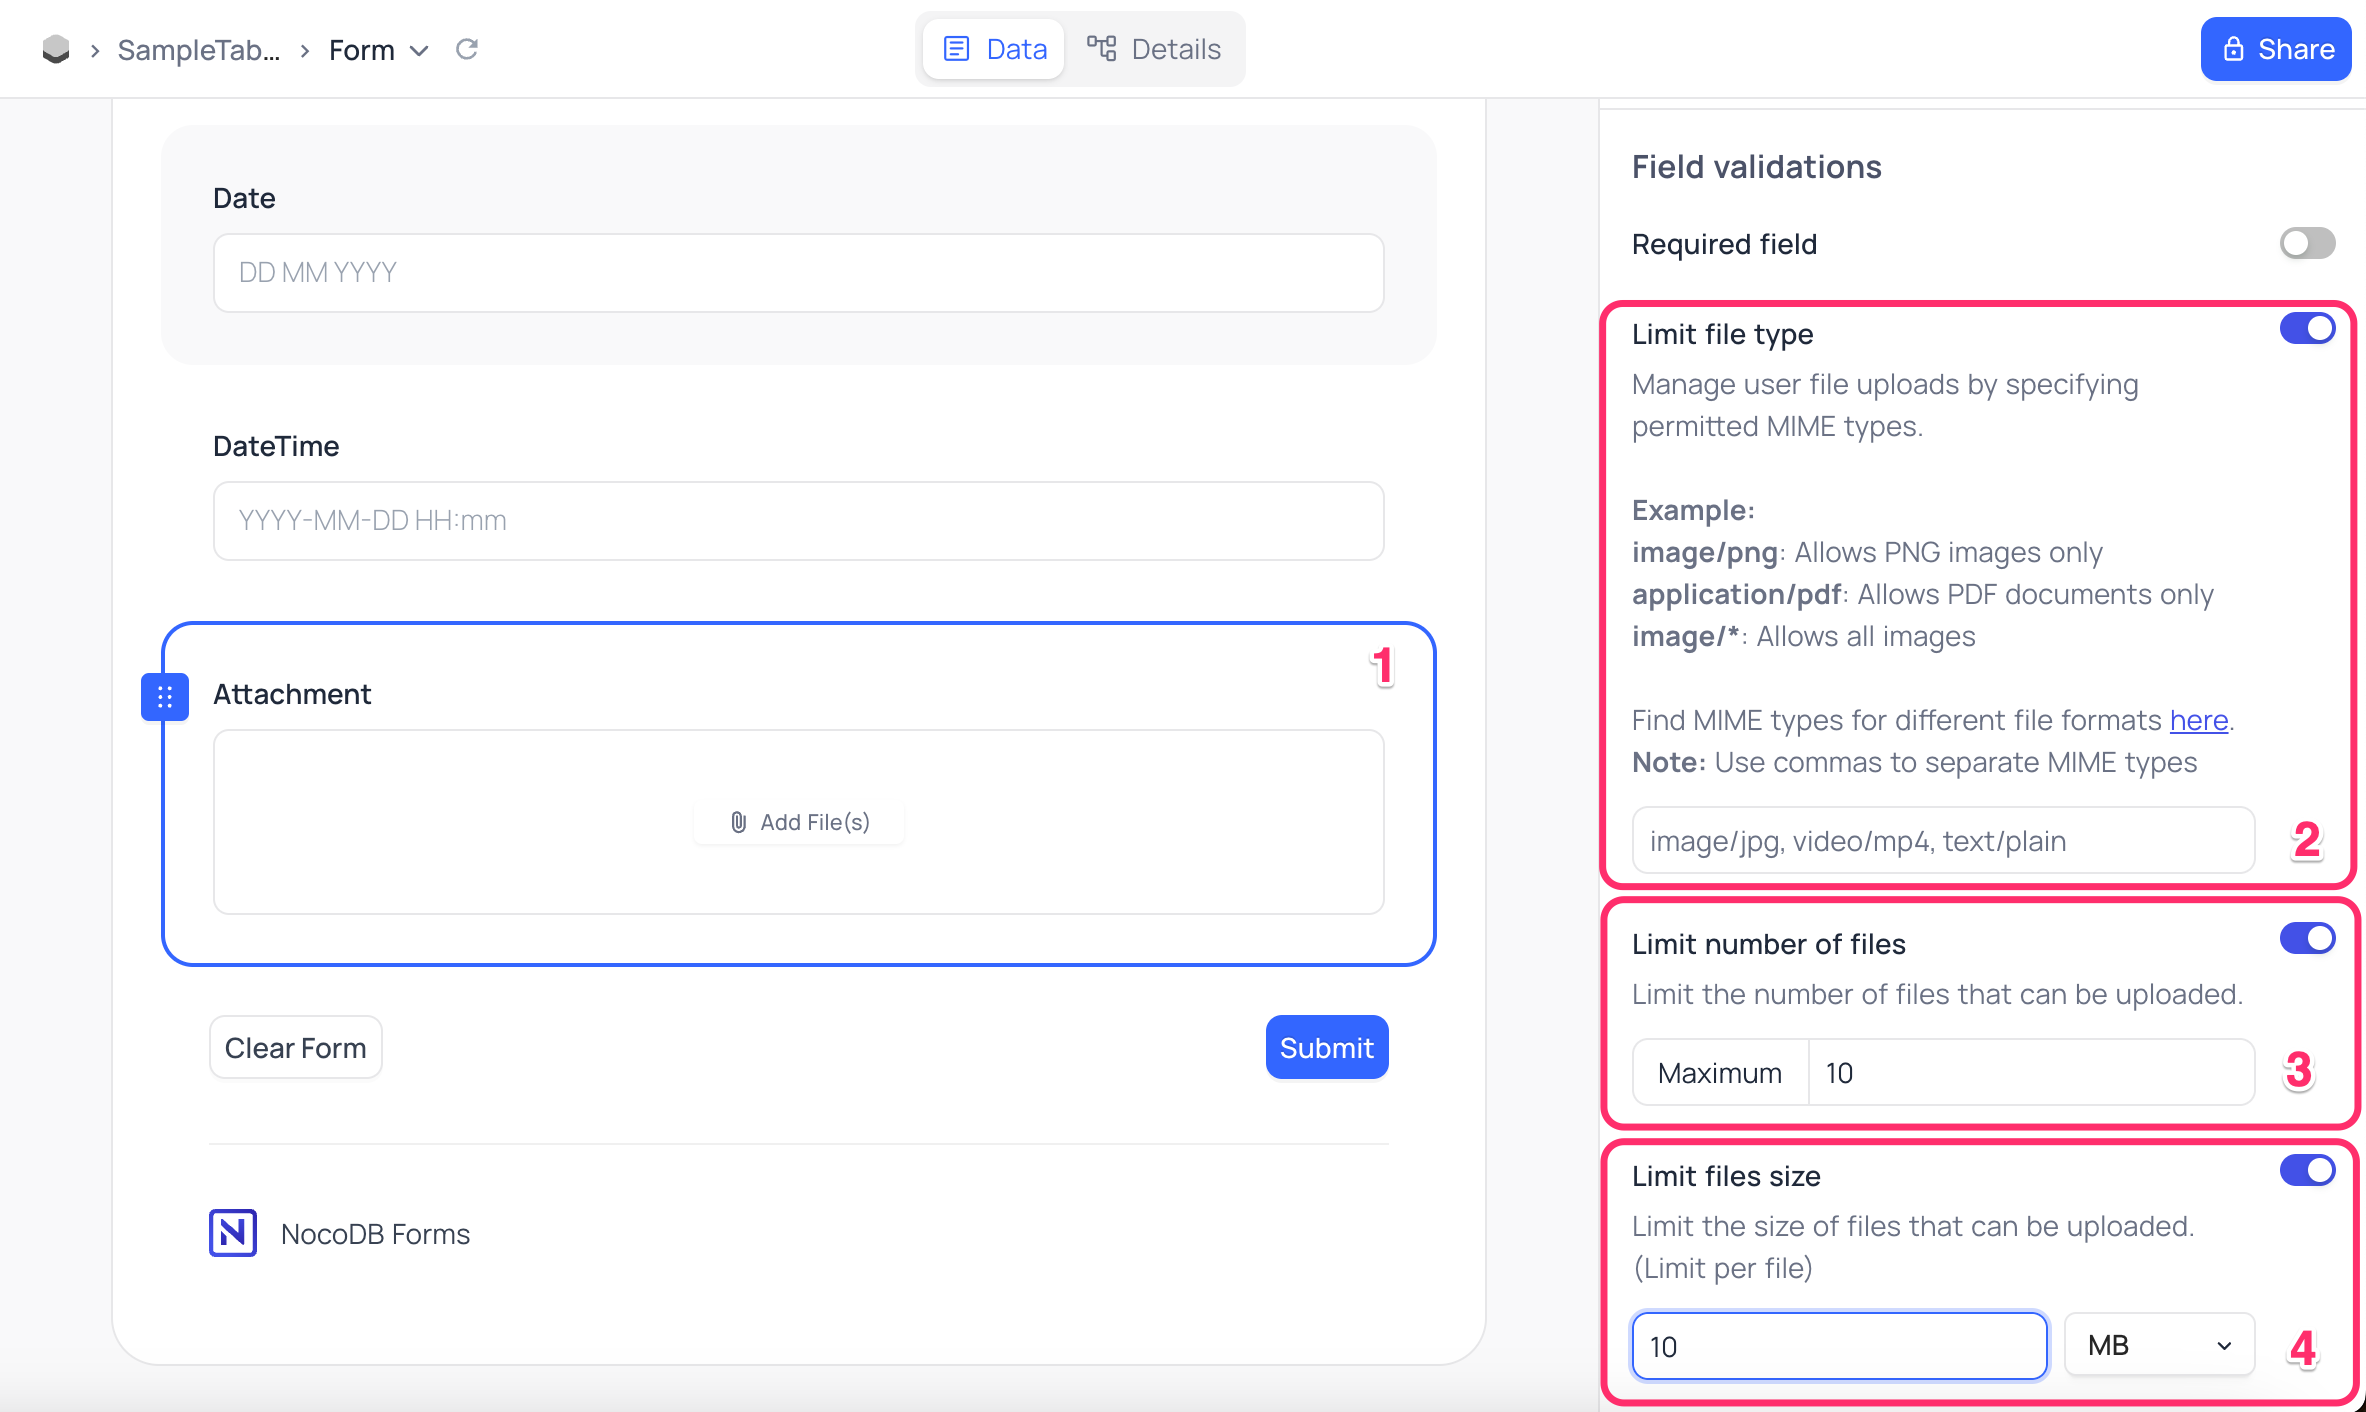 SampleTab...
Form
Data
Details
Share
Date
DD MM YYYY
DateTime
YYYY-MM-DD HH:mm
1
Attachment
Add File(s)
Clear Form
Submit
N
NocoDB Forms
Field validations
Required field
Limit file type
Manage user file uploads by specifying
permitted MIME types.
Example:
image/png: Allows PNG images only
application/pdf: Allows PDF documents only
image/*: Allows all images
Find MIME types for different file formats here.
Note: Use commas to separate MIME types
image/jpg, video/mp4, text/plain
2
Limit number of files
Limit the number of files that can be uploaded.
Maximum 10
3
Limit files size
Limit the size of files that can be uploaded.
(Limit per file)
10 MB
4